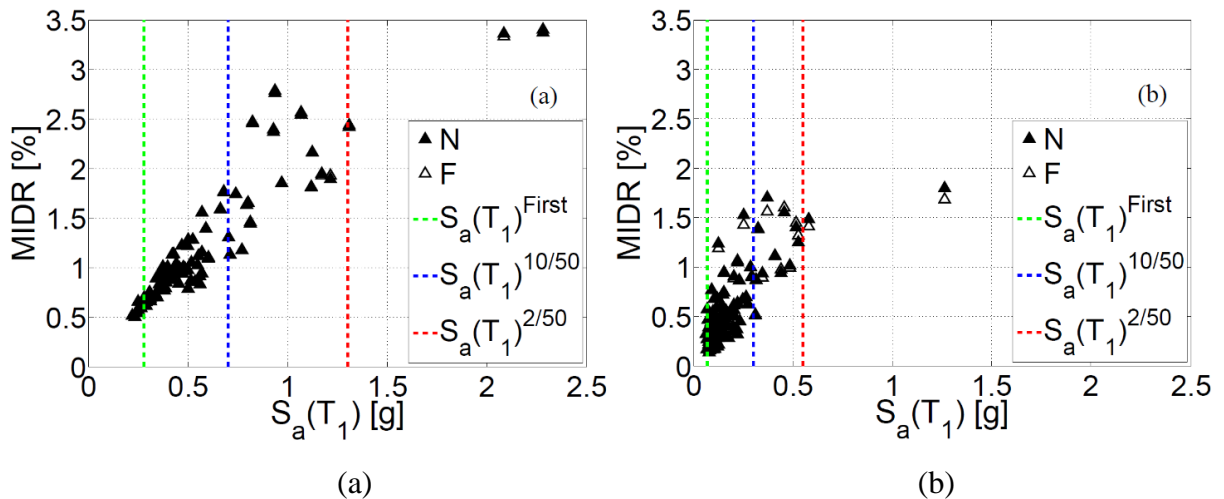 3.5
3
2.5
2
1.5
1
0.5
0
MIDR [%]
(a)
N
F
S_a(T_1)^First
S_a(T_1)^10/50
S_a(T_1)^2/50
0 0.5 1 1.5 2 2.5
S_a(T_1) [g]
(a)
3.5
3
2.5
2
1.5
1
0.5
0
MIDR [%]
(b)
N
F
S_a(T_1)^First
S_a(T_1)^10/50
S_a(T_1)^2/50
0 0.5 1 1.5 2 2.5
S_a(T_1) [g]
(b)